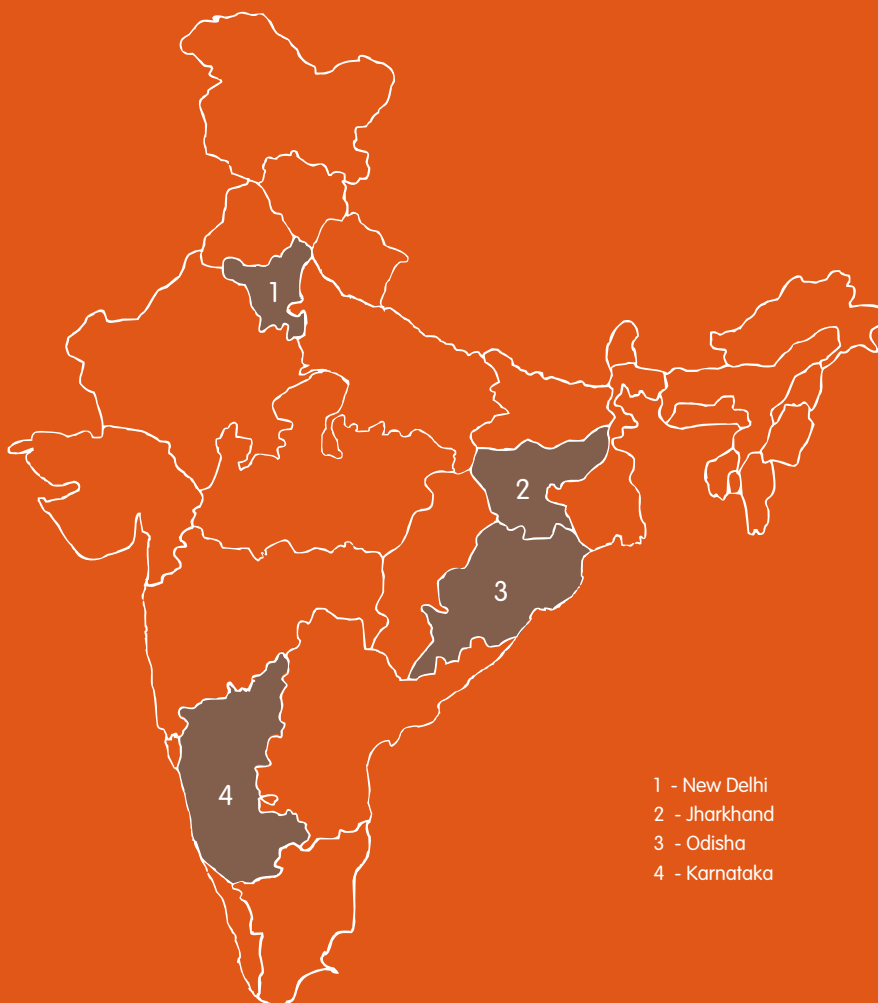 1
2
3
4
1 - New Delhi
2 - Jharkhand
3 - Odisha
4 - Karnataka